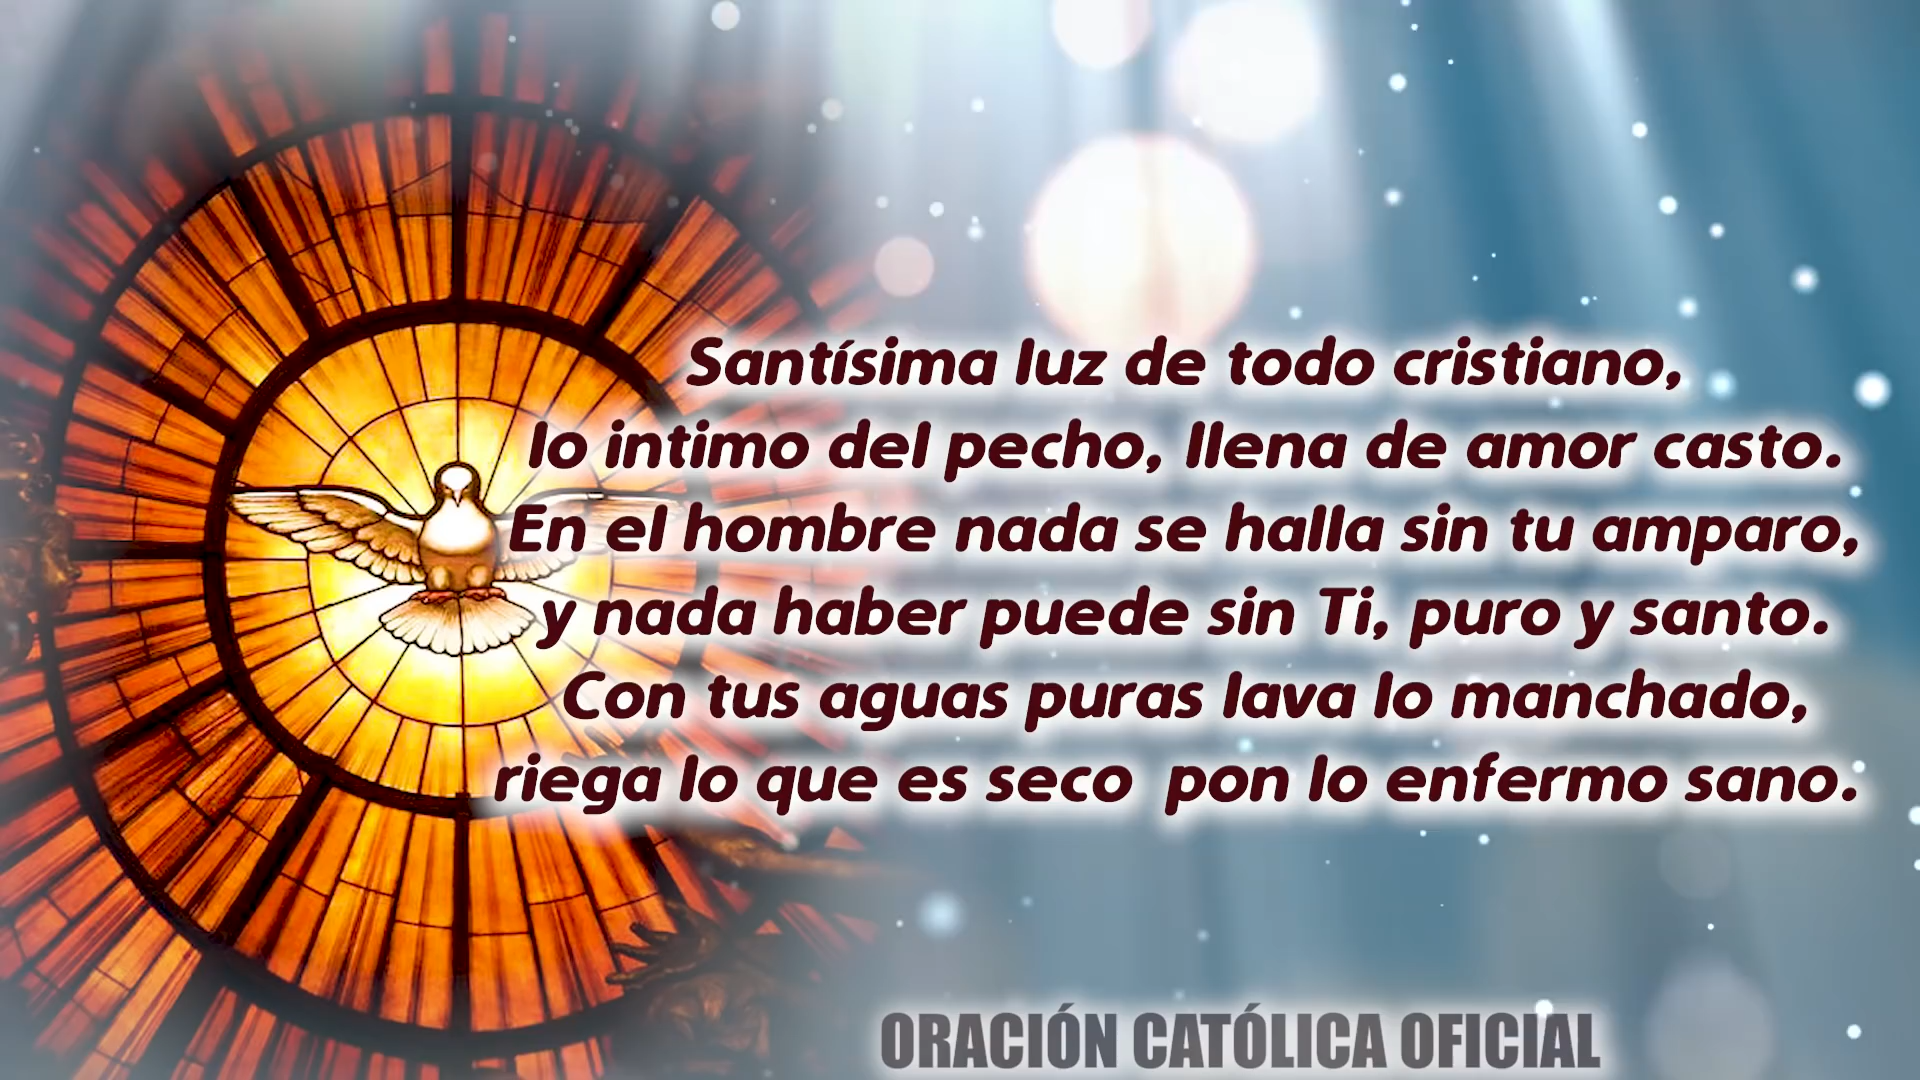 Santísima luz de todo cristiano,
lo intimo del pecho, llena de amor casto.
En el hombre nada se halla sin tu amparo,
y nada haber puede sin Ti, puro y santo.
Con tus aguas puras lava lo manchado,
riega lo que es seco  pon lo enfermo sano.
ORACIÓN CATÓLICA OFICIAL